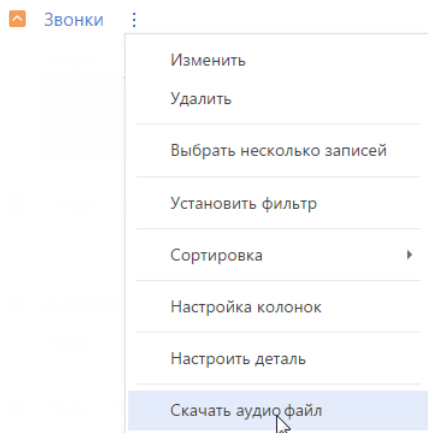 Звонки
Изменить
Удалить
Выбрать несколько записей
Установить фильтр
Сортировка
Настройка колонок
Настроить деталь
Скачать аудио файл